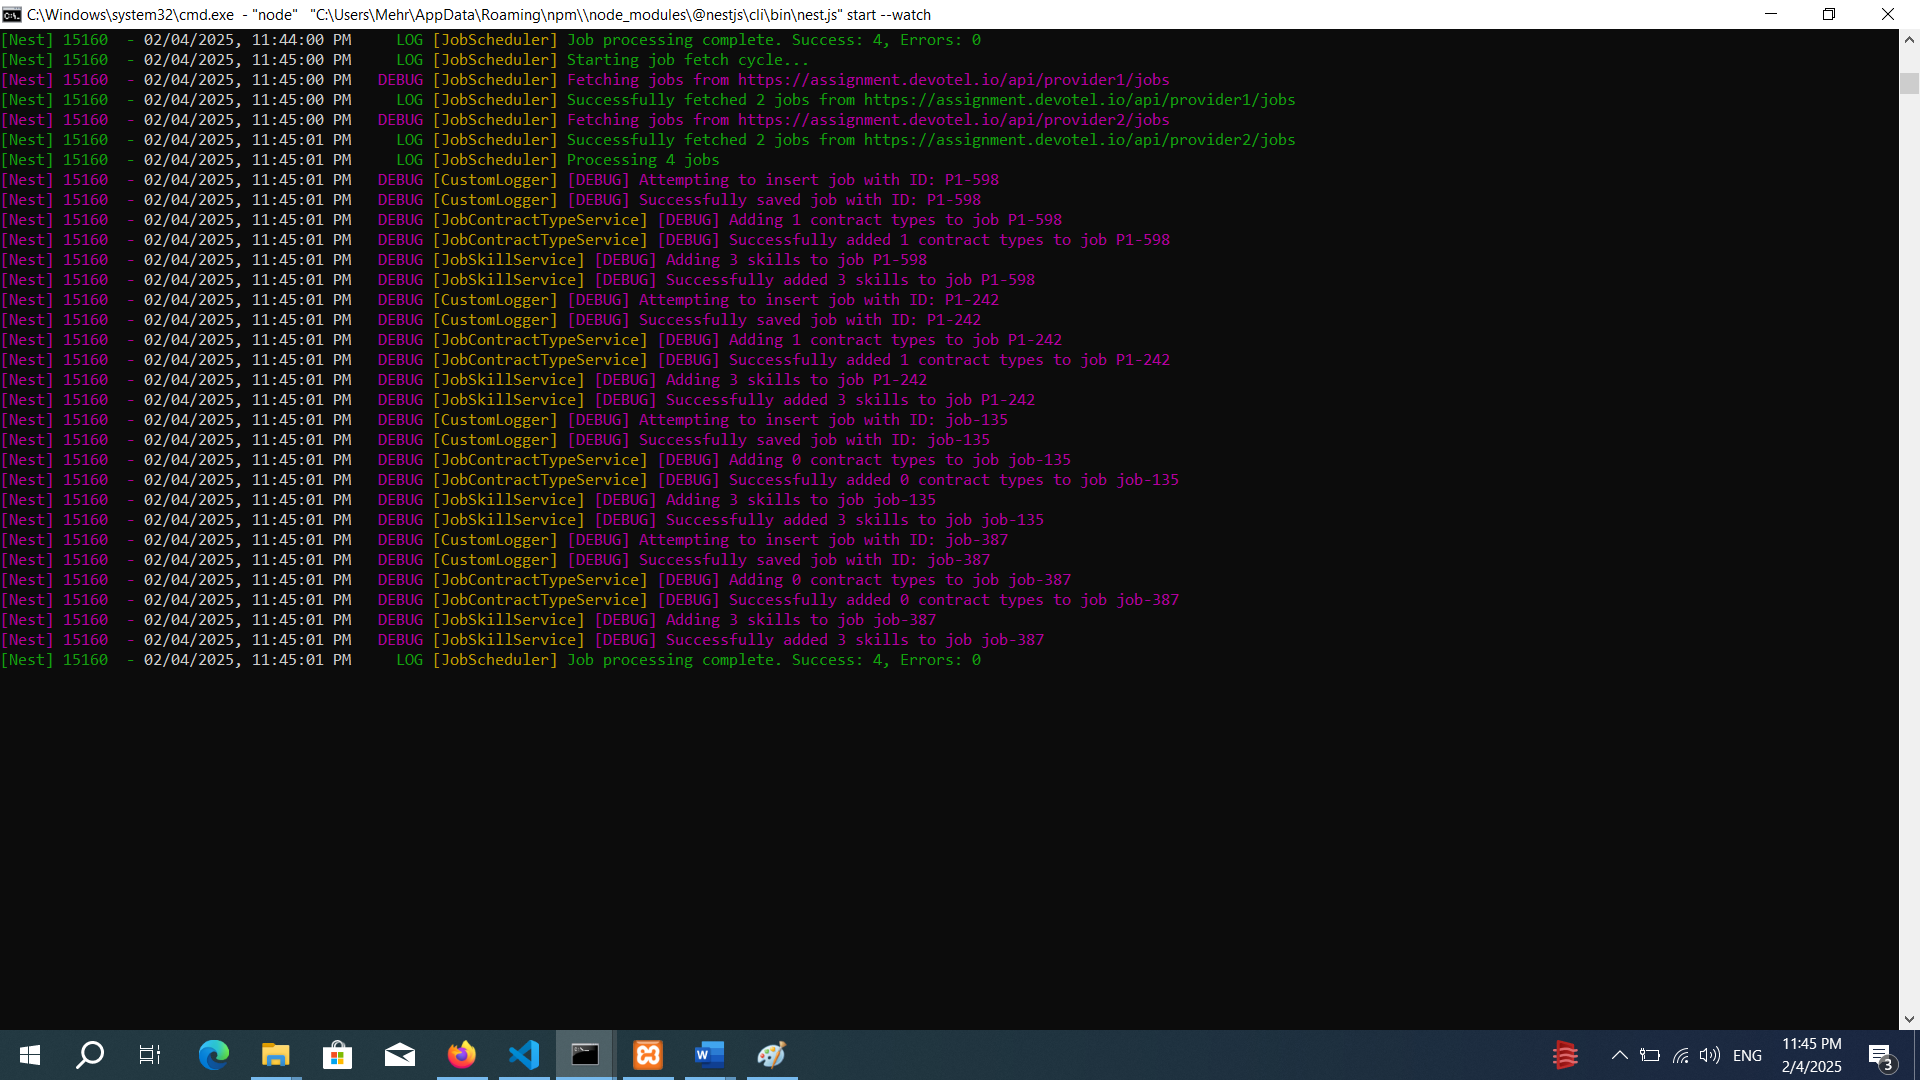 C:\Windows\system32\cmd.exe - "node" "C:\Users\Mehr\AppData\Roaming\npm\\node_modules\@nestjs\cli\bin\nest.js" start --watch
[Nest] 15160 - 02/04/2025, 11:44:00 PM LOG [JobScheduler] Job processing complete. Success: 4, Errors: 0
[Nest] 15160 - 02/04/2025, 11:45:00 PM LOG [JobScheduler] Starting job fetch cycle...
[Nest] 15160 - 02/04/2025, 11:45:00 PM DEBUG [JobScheduler] Fetching jobs from https://assignment.devotel.io/api/provider1/jobs
[Nest] 15160 - 02/04/2025, 11:45:00 PM LOG [JobScheduler] Successfully fetched 2 jobs from https://assignment.devotel.io/api/provider1/jobs
[Nest] 15160 - 02/04/2025, 11:45:00 PM DEBUG [JobScheduler] Fetching jobs from https://assignment.devotel.io/api/provider2/jobs
[Nest] 15160 - 02/04/2025, 11:45:01 PM LOG [JobScheduler] Successfully fetched 2 jobs from https://assignment.devotel.io/api/provider2/jobs
[Nest] 15160 - 02/04/2025, 11:45:01 PM LOG [JobScheduler] Processing 4 jobs
[Nest] 15160 - 02/04/2025, 11:45:01 PM DEBUG [CustomLogger] [DEBUG] Attempting to insert job with ID: P1-598
[Nest] 15160 - 02/04/2025, 11:45:01 PM DEBUG [CustomLogger] [DEBUG] Successfully saved job with ID: P1-598
[Nest] 15160 - 02/04/2025, 11:45:01 PM DEBUG [JobContractTypeService] [DEBUG] Adding 1 contract types to job P1-598
[Nest] 15160 - 02/04/2025, 11:45:01 PM DEBUG [JobContractTypeService] [DEBUG] Successfully added 1 contract types to job P1-598
[Nest] 15160 - 02/04/2025, 11:45:01 PM DEBUG [JobSkillService] [DEBUG] Adding 3 skills to job P1-598
[Nest] 15160 - 02/04/2025, 11:45:01 PM DEBUG [JobSkillService] [DEBUG] Successfully added 3 skills to job P1-598
[Nest] 15160 - 02/04/2025, 11:45:01 PM DEBUG [CustomLogger] [DEBUG] Attempting to insert job with ID: P1-242
[Nest] 15160 - 02/04/2025, 11:45:01 PM DEBUG [CustomLogger] [DEBUG] Successfully saved job with ID: P1-242
[Nest] 15160 - 02/04/2025, 11:45:01 PM DEBUG [JobContractTypeService] [DEBUG] Adding 1 contract types to job P1-242
[Nest] 15160 - 02/04/2025, 11:45:01 PM DEBUG [JobContractTypeService] [DEBUG] Successfully added 1 contract types to job P1-242
[Nest] 15160 - 02/04/2025, 11:45:01 PM DEBUG [JobSkillService] [DEBUG] Adding 3 skills to job P1-242
[Nest] 15160 - 02/04/2025, 11:45:01 PM DEBUG [JobSkillService] [DEBUG] Successfully added 3 skills to job P1-242
[Nest] 15160 - 02/04/2025, 11:45:01 PM DEBUG [CustomLogger] [DEBUG] Attempting to insert job with ID: job-135
[Nest] 15160 - 02/04/2025, 11:45:01 PM DEBUG [CustomLogger] [DEBUG] Successfully saved job with ID: job-135
[Nest] 15160 - 02/04/2025, 11:45:01 PM DEBUG [JobContractTypeService] [DEBUG] Adding 0 contract types to job job-135
[Nest] 15160 - 02/04/2025, 11:45:01 PM DEBUG [JobContractTypeService] [DEBUG] Successfully added 0 contract types to job job-135
[Nest] 15160 - 02/04/2025, 11:45:01 PM DEBUG [JobSkillService] [DEBUG] Adding 3 skills to job job-135
[Nest] 15160 - 02/04/2025, 11:45:01 PM DEBUG [JobSkillService] [DEBUG] Successfully added 3 skills to job job-135
[Nest] 15160 - 02/04/2025, 11:45:01 PM DEBUG [CustomLogger] [DEBUG] Attempting to insert job with ID: job-387
[Nest] 15160 - 02/04/2025, 11:45:01 PM DEBUG [CustomLogger] [DEBUG] Successfully saved job with ID: job-387
[Nest] 15160 - 02/04/2025, 11:45:01 PM DEBUG [JobContractTypeService] [DEBUG] Adding 0 contract types to job job-387
[Nest] 15160 - 02/04/2025, 11:45:01 PM DEBUG [JobContractTypeService] [DEBUG] Successfully added 0 contract types to job job-387
[Nest] 15160 - 02/04/2025, 11:45:01 PM DEBUG [JobSkillService] [DEBUG] Adding 3 skills to job job-387
[Nest] 15160 - 02/04/2025, 11:45:01 PM DEBUG [JobSkillService] [DEBUG] Successfully added 3 skills to job job-387
[Nest] 15160 - 02/04/2025, 11:45:01 PM LOG [JobScheduler] Job processing complete. Success: 4, Errors: 0
ENG
11:45 PM
2/4/2025
3